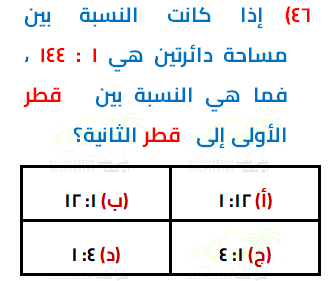 ٤٦) إذا كانت النسبة بين
مساحة دائرتين هي ١ : ١٤٤ ،
فما هي النسبة بين قطر
الأولى إلى قطر الثانية؟
(أ) ١٢: ١
(ب) ١: ١٢
(ج) ١: ٤
(د) ٤: ١